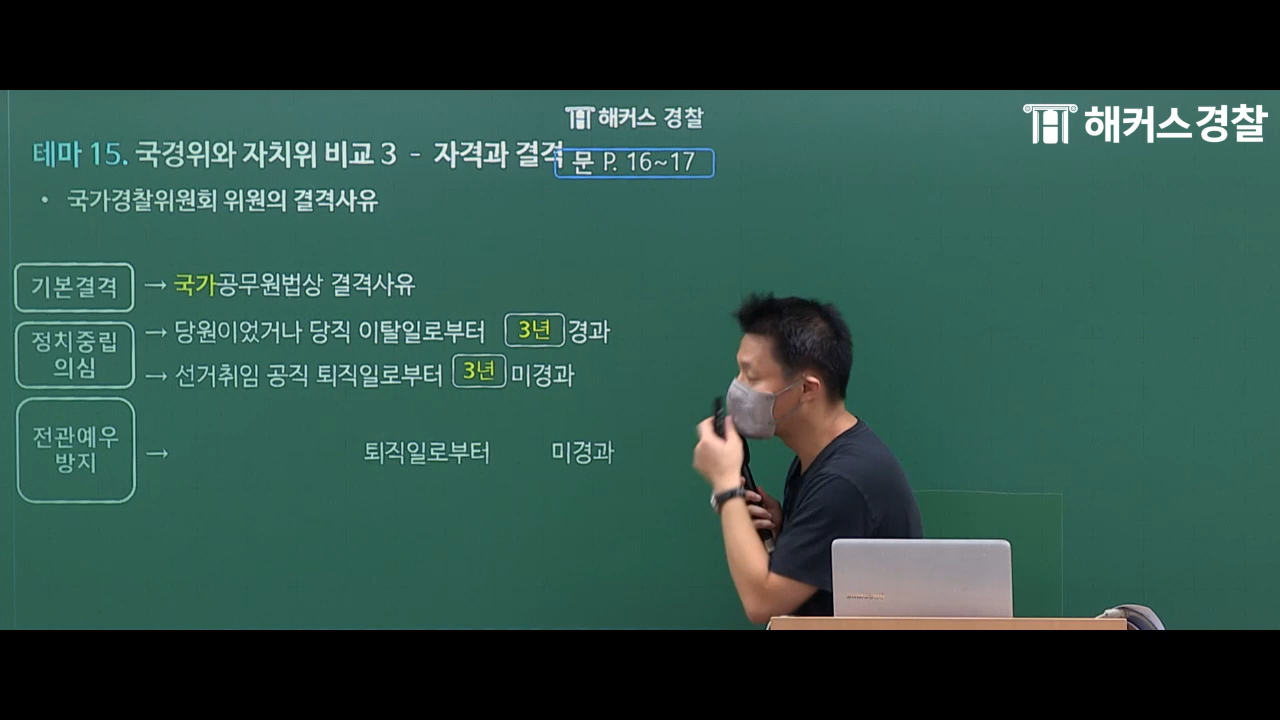 해커스 경찰
해커스경찰
테마 15. 국경위와 자치위 비교 3 - 자격과 결격
문 P. 16~17
• 국가경찰위원회 위원의 결격사유
기본결격 → 국가공무원법상 결격사유
정치중립
의심
→ 당원이었거나 당직 이탈일로부터 3년 경과
→ 선거취임 공직 퇴직일로부터 3년 미경과
전관예우
방지
→ 퇴직일로부터 미경과
SAMSUNG